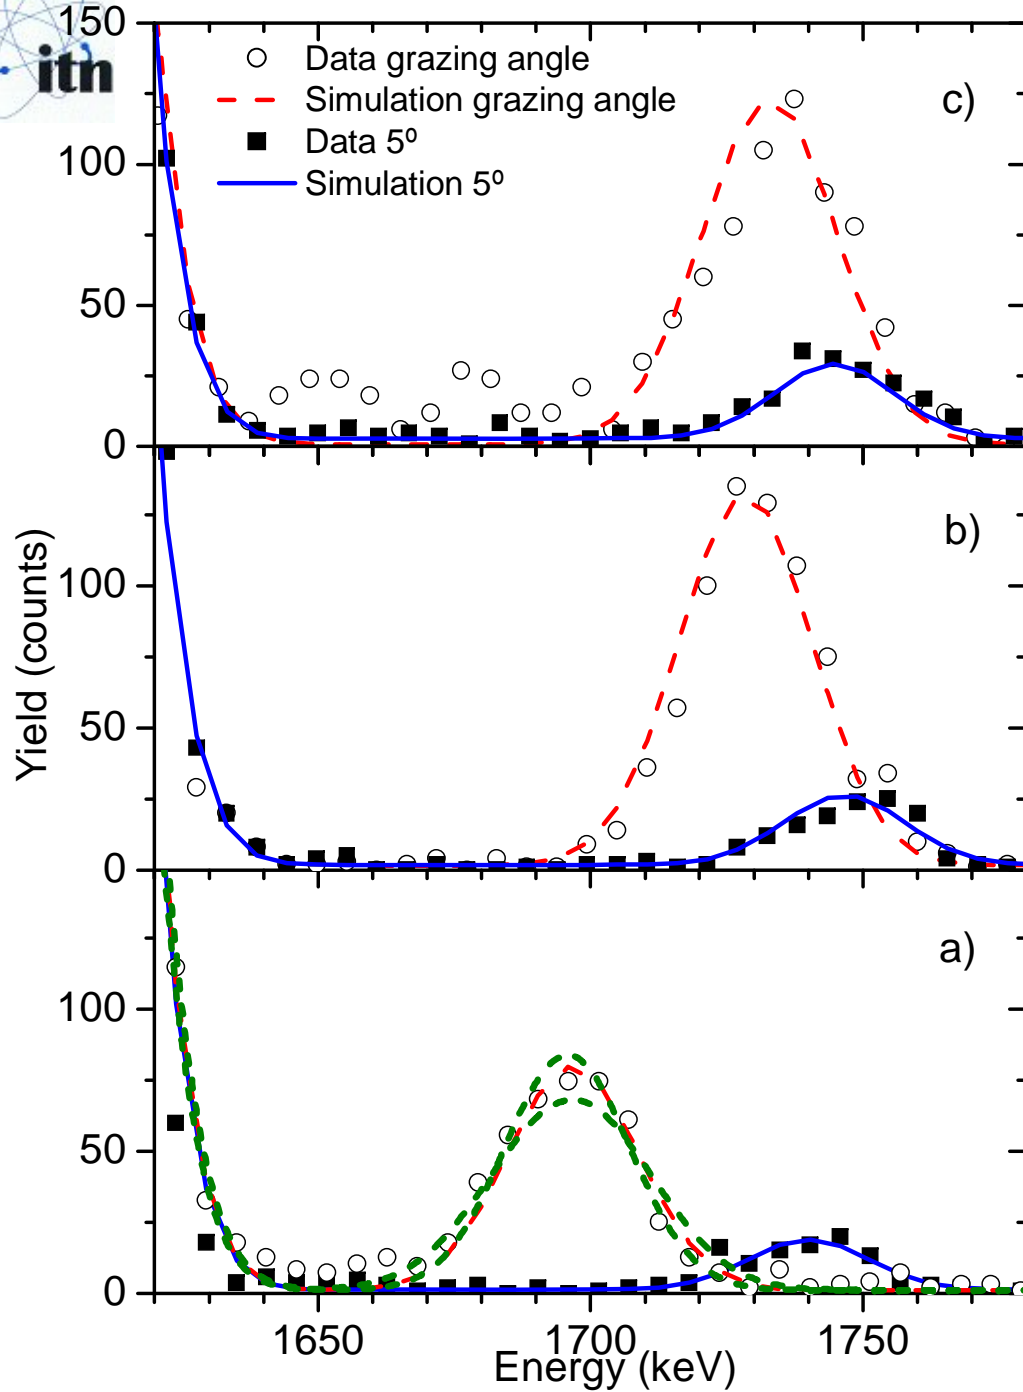 itn
150
Data grazing angle
Simulation grazing angle
Data 5º
Simulation 5º
c)
100
50
0
b)
100
50
0
a)
100
50
0
Yield (counts)
1650
1700
1750
Energy (keV)